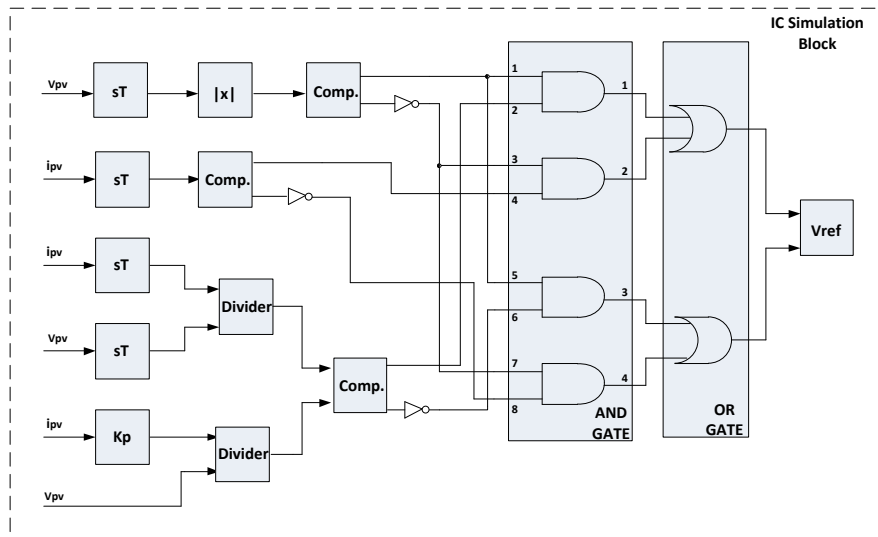 IC Simulation
Block
Vpv
sT
|x|
Comp.
1
2
1
ipv
sT
Comp.
3
4
2
Vref
ipv
sT
Divider
5
6
3
Vpv
sT
Comp.
7
8
4
ipv
Kp
Divider
Vpv
AND
GATE
OR
GATE